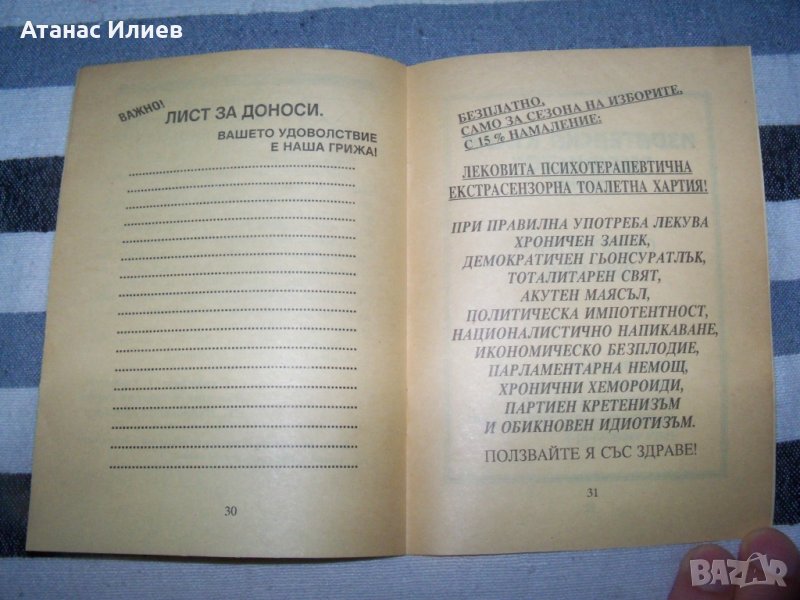 Атанас Илиев
ВАЖНО!
ЛИСТ ЗА ДОНОСИ.
ВАШЕТО УДОВОЛСТВИЕ
Е НАША ГРИЖА!
30
БЕЗПЛАТНО,
САМО ЗА СЕЗОНА НА ИЗБОРИТЕ,
С 15 % НАМАЛЕНИЕ:
ЛЕКОВИТА ПСИХОТЕРАПЕВТИЧНА
ЕКСТРАСЕНЗОРНА ТОАЛЕТНА ХАРТИЯ!
ПРИ ПРАВИЛНА УПОТРЕБА ЛЕКУВА
ХРОНИЧЕН ЗАПЕК,
ДЕМОКРАТИЧЕН ГЬОНСУРАТЛЪК,
ТОТАЛИТАРЕН СВЯТ,
АКУТЕН МАЯСЪЛ,
ПОЛИТИЧЕСКА ИМПОТЕНТНОСТ,
НАЦИОНАЛИСТИЧНО НАПИКАВАНЕ,
ИКОНОМИЧЕСКО БЕЗПЛОДИЕ,
ПАРЛАМЕНТАРНА НЕМОЩ,
ХРОНИЧНИ ХЕМОРОИДИ,
ПАРТИЕН КРЕТЕНИЗЪМ
И ОБИКНОВЕН ИДИОТИЗЪМ.
ПОЛЗВАЙТЕ Я СЪС ЗДРАВЕ!
31
BAZAR